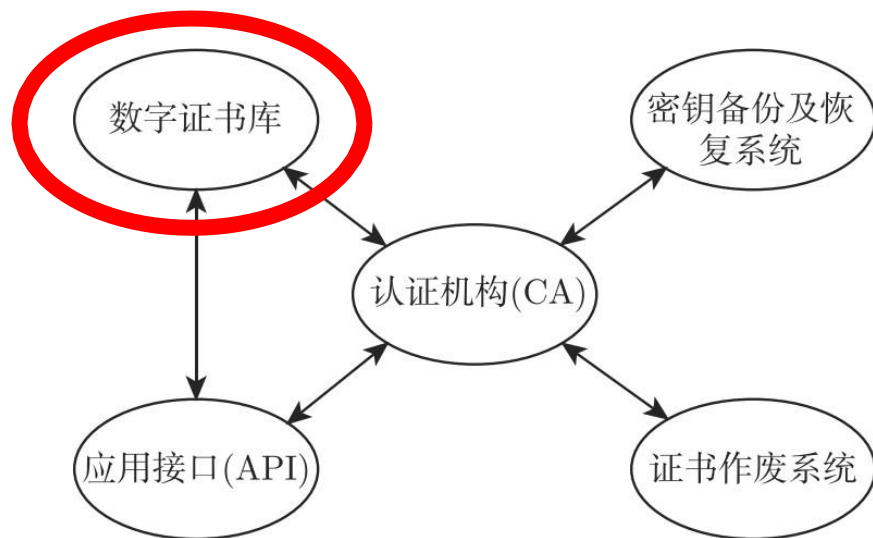 数字证书库
密钥备份及恢
复系统
认证机构(CA)
应用接口(API)
证书作废系统